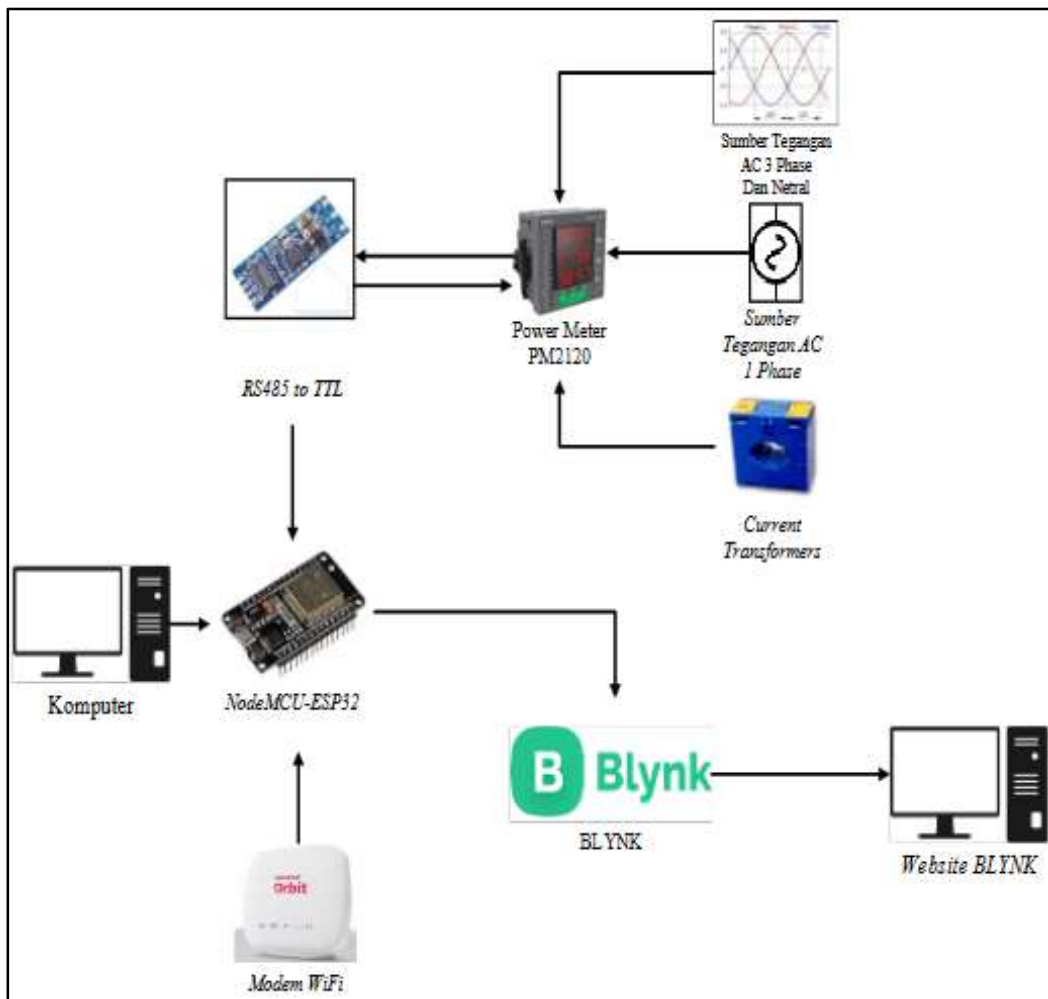 Sumber Tegangan
AC 3 Phase
Dan Netral
Power Meter
PM2120
Sumber
Tegangan AC
1 Phase
RS485 to TTL
Current
Transformers
Komputer
NodeMCU-ESP32
B Blynk
BLYNK
Website BLYNK
Orbit
Modem WiFi